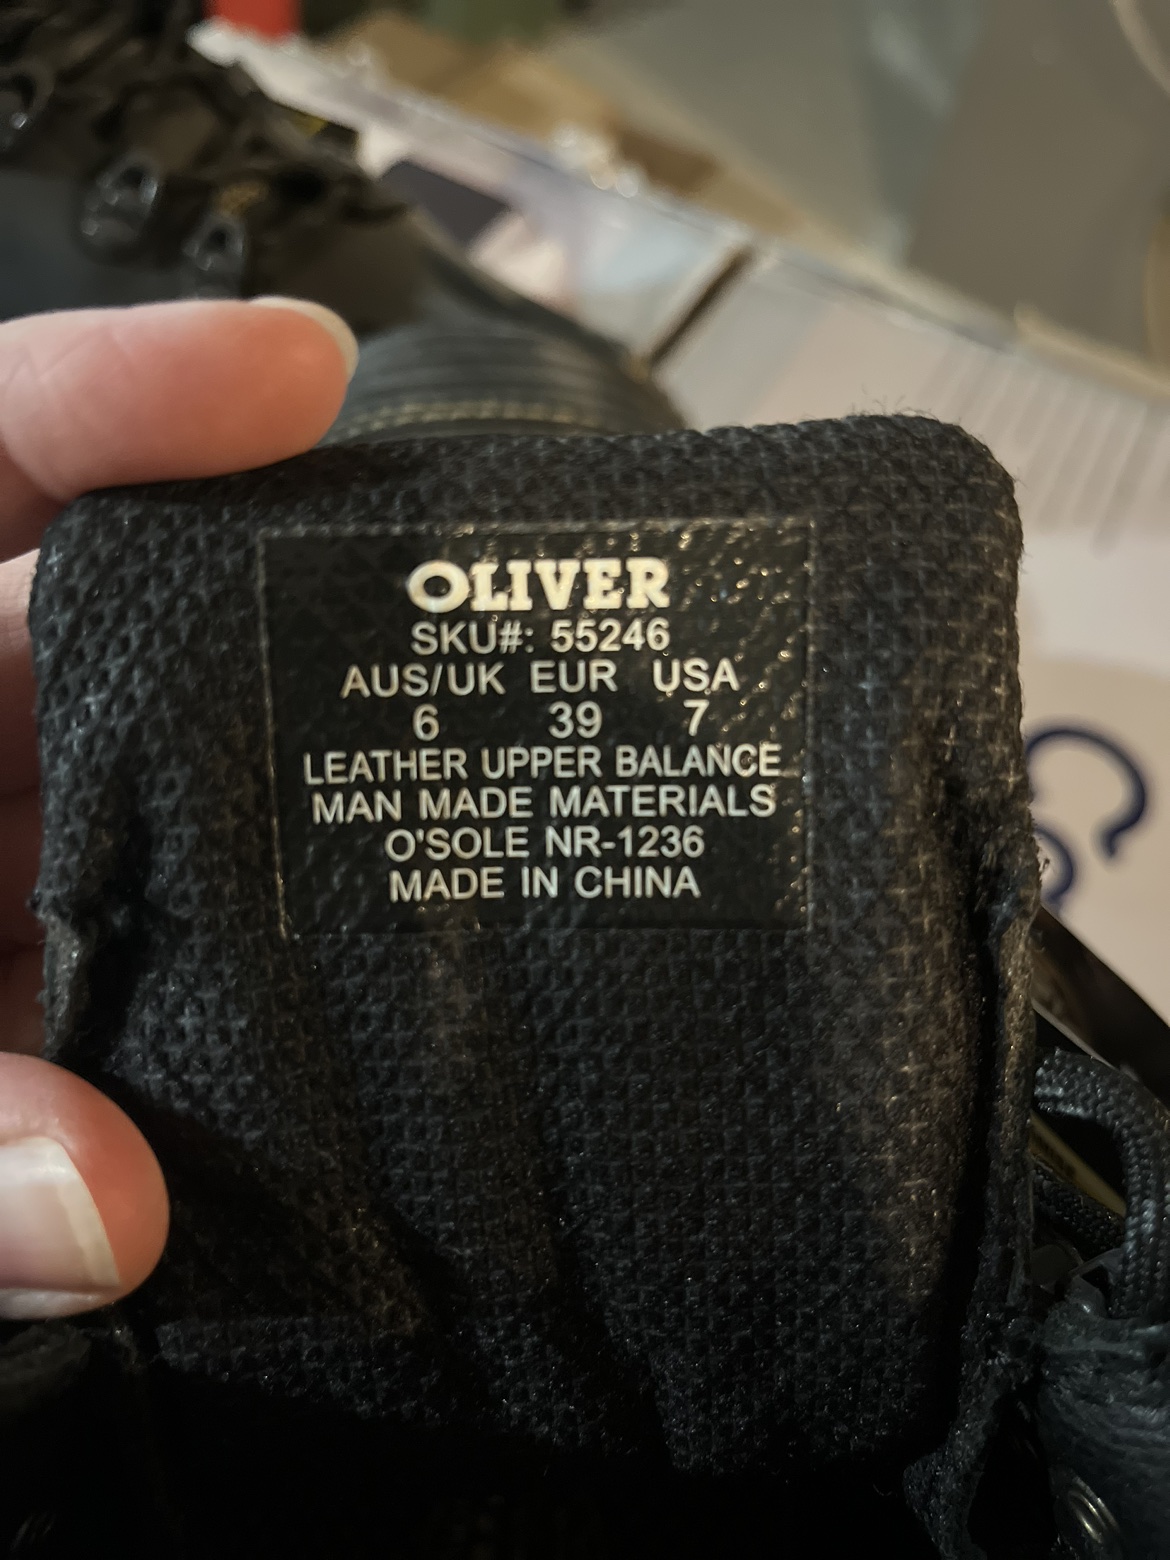 OLIVER
SKU#: 55246
AUS/UK EUR USA
6 39 7
LEATHER UPPER BALANCE
MAN MADE MATERIALS
O'SOLE NR-1236
MADE IN CHINA